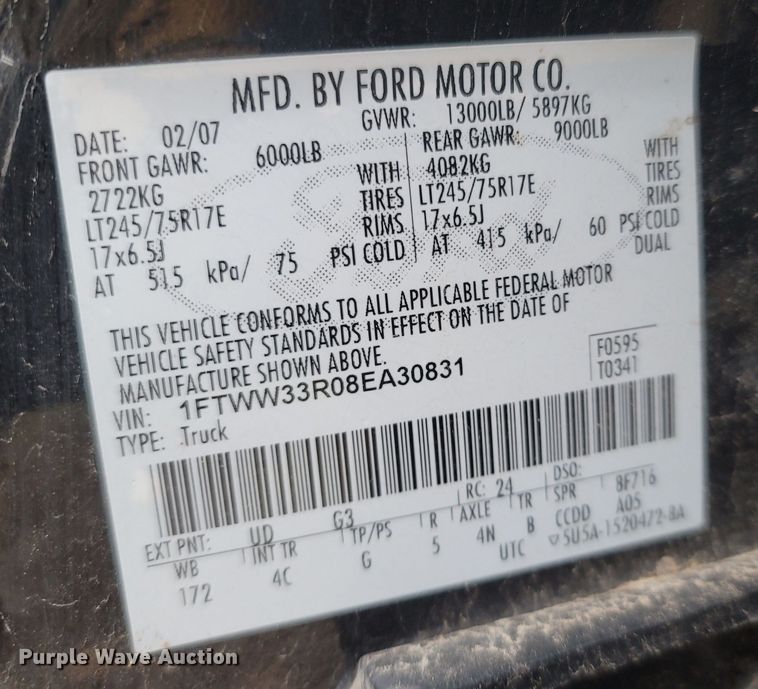 MFD. BY FORD MOTOR CO.
DATE: 02/07 GVWR: 13000LB/ 5897KG
FRONT GAWR: 6000LB REAR GAWR: 9000LB
2722KG WITH 4082KG WITH
LT245/75R17E TIRES LT245/75R17E TIRES
17x6.5J RIMS 17x6.5J RIMS
AT 515 kPa/ 75 PSI COLD AT 415 kPa/ 60 PSI COLD
DUAL
THIS VEHICLE CONFORMS TO ALL APPLICABLE FEDERAL MOTOR
VEHICLE SAFETY STANDARDS IN EFFECT ON THE DATE OF
MANUFACTURE SHOWN ABOVE.
F0595
VIN: 1FTWW33R08EA30831 T0341
TYPE: Truck
EXT PNT: UD G3 RC: 24 DSO:
WB INT TR TP/PS R AXLE TR SPR 8F716
172 4C G 5 4N B CCDD A05
UTC ▽5U5A-1520472-BA
Purple Wave Auction